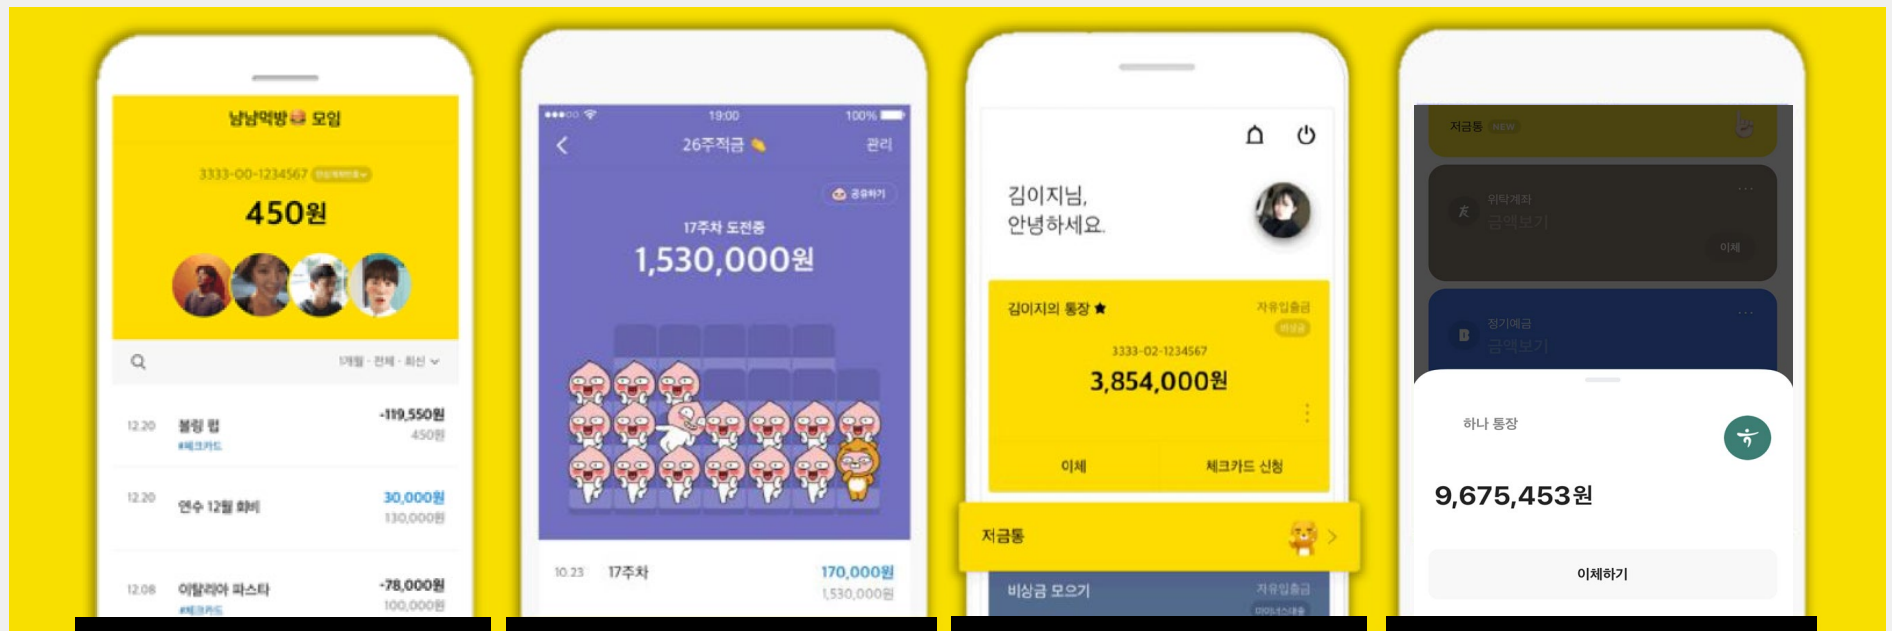 냠냠먹방 모임
3333-00-1234567
450원
1개월 · 전체 · 최신
12.20 볼링 펍 -119,550원
#체크카드 450원
12.20 연수 12월 회비 30,000원
130,000원
12.08 이탈리아 파스타 -78,000원
#체크카드 100,000원
19:00 100%
26주적금 관리
공유하기
17주차 도전중
1,530,000원
10.23 17주차 170,000원
1,530,000원
김이지님,
안녕하세요.
김이지의 통장 자유입출금
비상금
3333-02-1234567
3,854,000원
이체 체크카드 신청
저금통
비상금 모으기 자유입출금
마이너스대출
저금통 NEW
위탁계좌
금액보기
이체
정기예금
B 금액보기
하나 통장
9,675,453원
이체하기